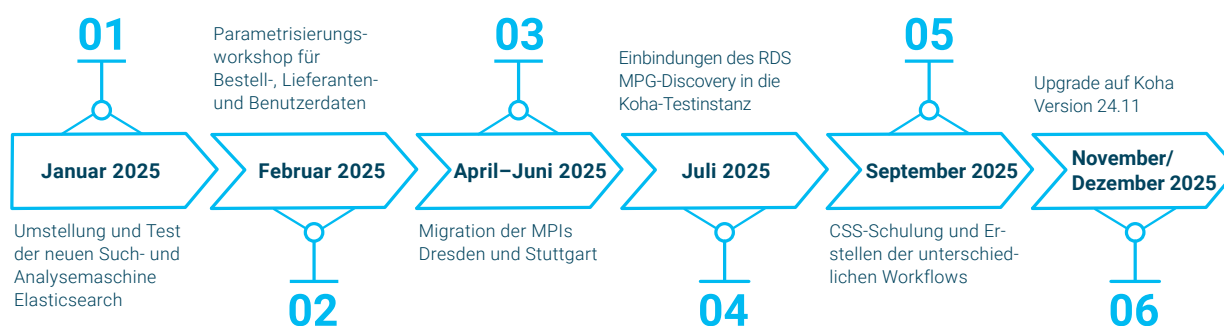 01
Januar 2025
Umstellung und Test
der neuen Such- und
Analysemaschine
Elasticsearch
Parametrisierungs-
workshop für
Bestell-, Lieferanten-
und Benutzerdaten
Februar 2025
02
03
April–Juni 2025
Migration der MPIs
Dresden und Stuttgart
Einbindungen des RDS
MPG-Discovery in die
Koha-Testinstanz
Juli 2025
04
05
September 2025
CSS-Schulung und Er-
stellen der unterschied-
lichen Workflows
Upgrade auf Koha
Version 24.11
November/
Dezember 2025
06